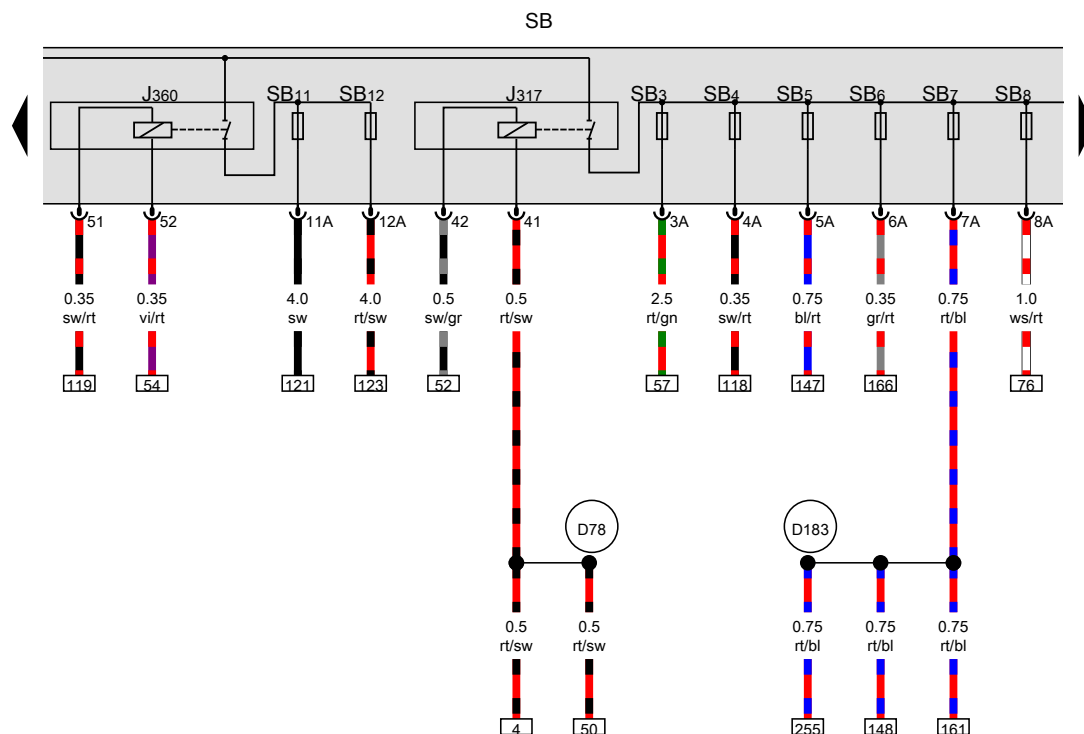 SB
J360 SB11 SB12 J317 SB3 SB4 SB5 SB6 SB7 SB8
51 52 11A 12A 42 41 3A 4A 5A 6A 7A 8A
0.35 0.35 4.0 4.0 0.5 0.5 2.5 0.35 0.75 0.35 0.75 1.0
sw/rt vi/rt sw rt/sw sw/gr rt/sw rt/gn sw/rt bl/rt gr/rt rt/bl ws/rt
119 54 121 123 52 57 118 147 166 76
D78 D183
0.5 0.5 0.75 0.75 0.75
rt/sw rt/sw rt/bl rt/bl rt/bl
4 50 255 148 161